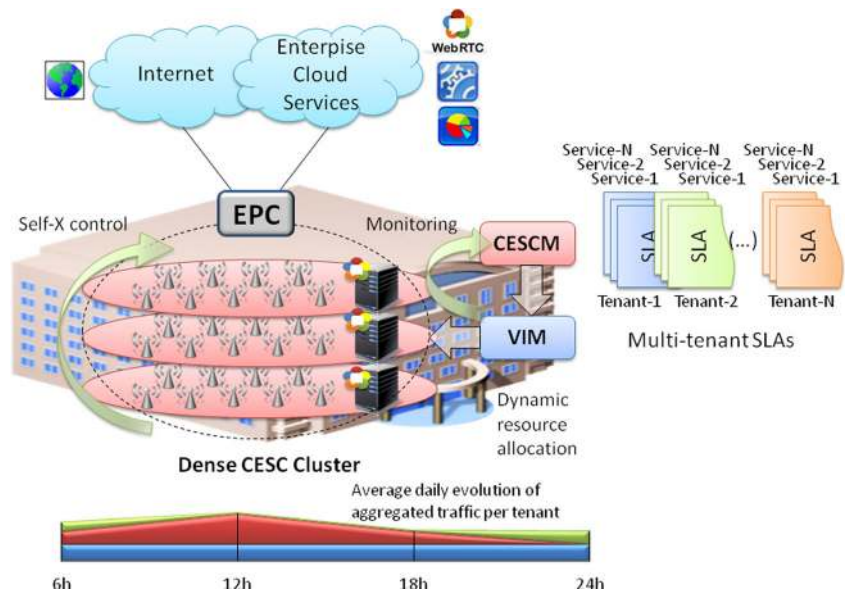 Internet
Enterpise
Cloud
Services
WebRTC
Self-X control
EPC
Monitoring
CESCM
VIM
Dynamic
resource
allocation
Dense CESC Cluster
Service-N Service-N Service-N
Service-2 Service-2 Service-2
Service-1 Service-1 Service-1
SLA SLA (...) SLA
Tenant-1 Tenant-2 Tenant-N
Multi-tenant SLAs
Average daily evolution of
aggregated traffic per tenant
6h 12h 18h 24h